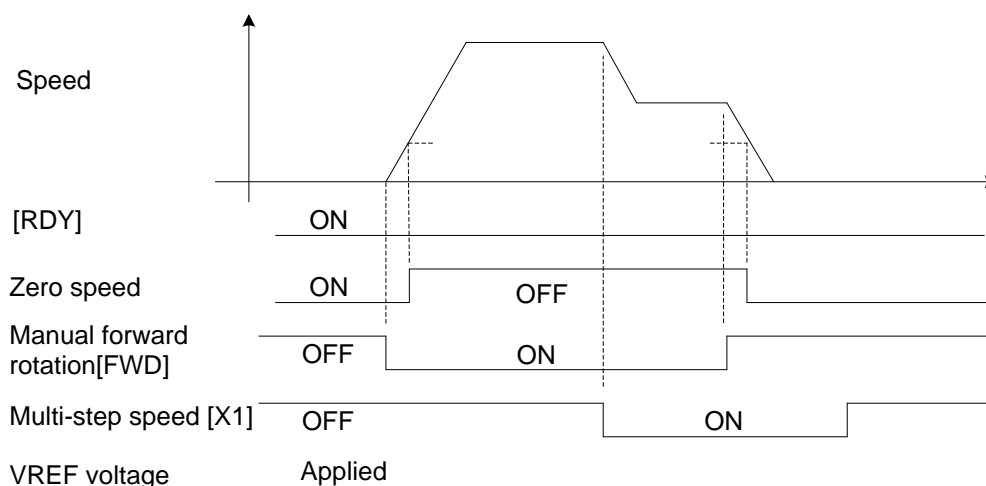 Speed
[RDY]
ON
Zero speed
ON
OFF
Manual forward
rotation[FWD]
OFF
ON
Multi-step speed [X1]
OFF
ON
VREF voltage
Applied